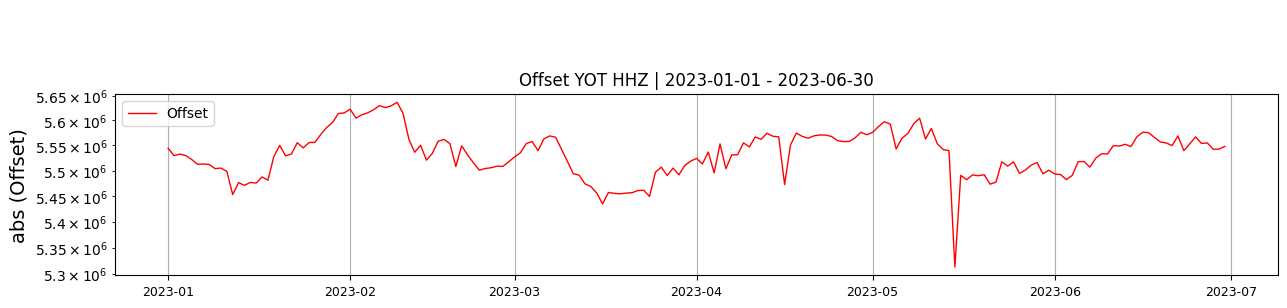 Offset YOT HHZ | 2023-01-01 - 2023-06-30
abs (Offset)
Offset
5.65 × 10⁶
5.6 × 10⁶
5.55 × 10⁶
5.5 × 10⁶
5.45 × 10⁶
5.4 × 10⁶
5.35 × 10⁶
5.3 × 10⁶
2023-01 2023-02 2023-03 2023-04 2023-05 2023-06 2023-07